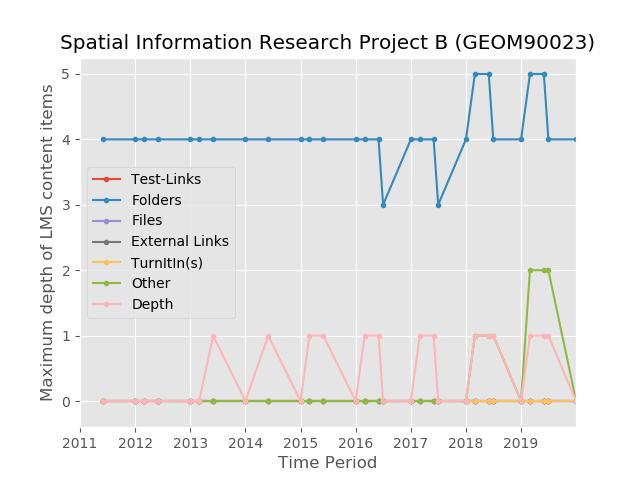 Spatial Information Research Project B (GEOM90023)
Maximum depth of LMS content items
5
4
3
2
1
0
Test-Links
Folders
Files
External Links
TurnItIn(s)
Other
Depth
2011 2012 2013 2014 2015 2016 2017 2018 2019
Time Period